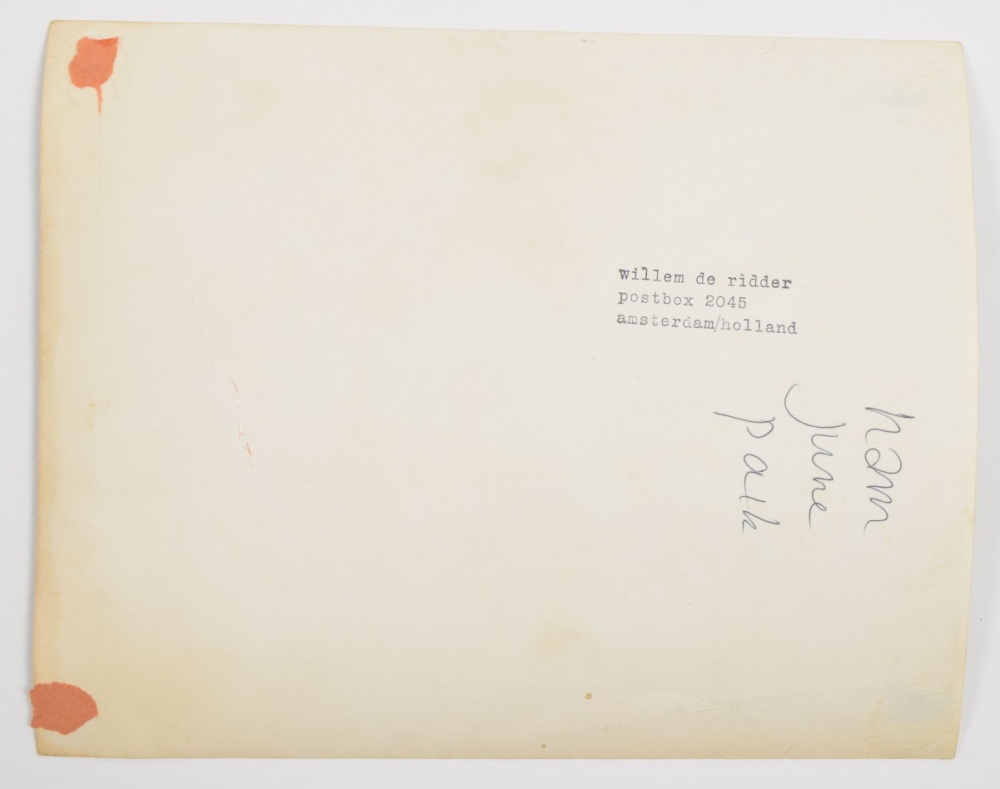 willem de ridder
postbox 2045
amsterdam/holland
nam
June
paik